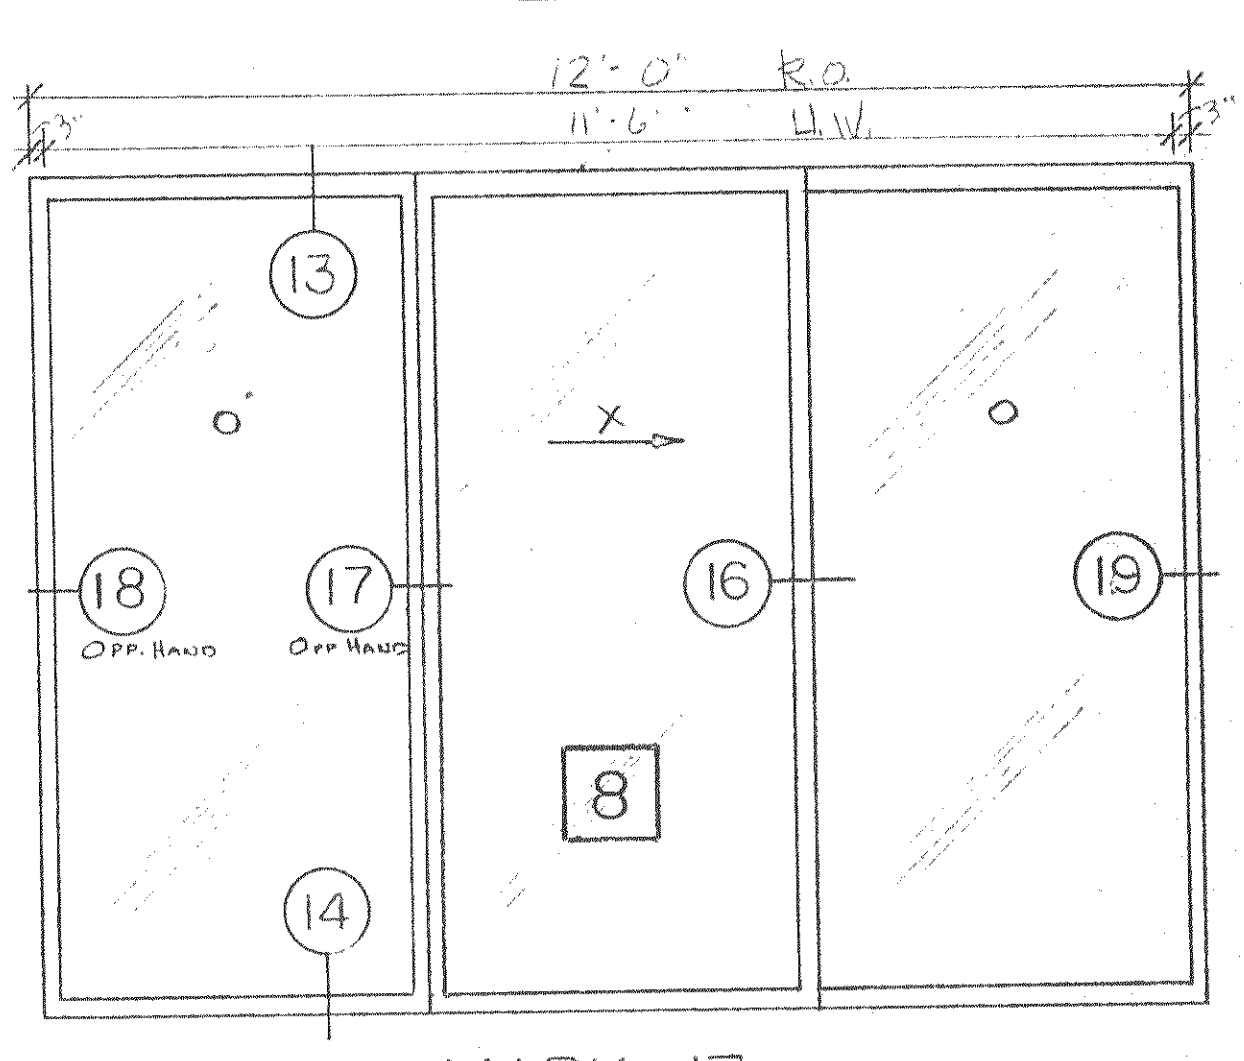 12'-0" R.O.
11'-6" U.W.
3" 3"
13
O X O
18 17 16 19
OPP. HAND OPP HAND
8
14